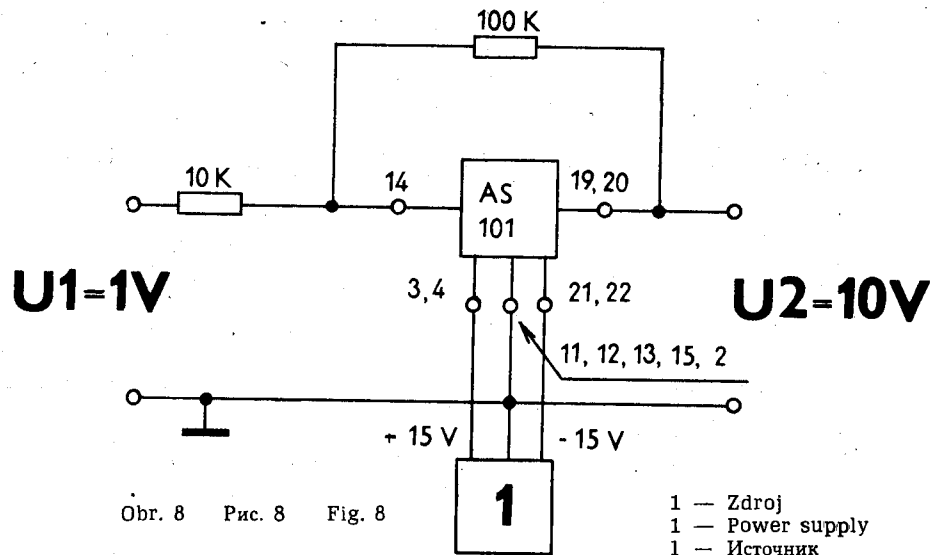 100 K
10 K
14
AS
101
19, 20
U1=1V
3, 4
21, 22
U2=10V
11, 12, 13, 15, 2
+ 15 V
- 15 V
1
Obr. 8 Рис. 8 Fig. 8
1 — Zdroj
1 — Power supply
1 — Источник